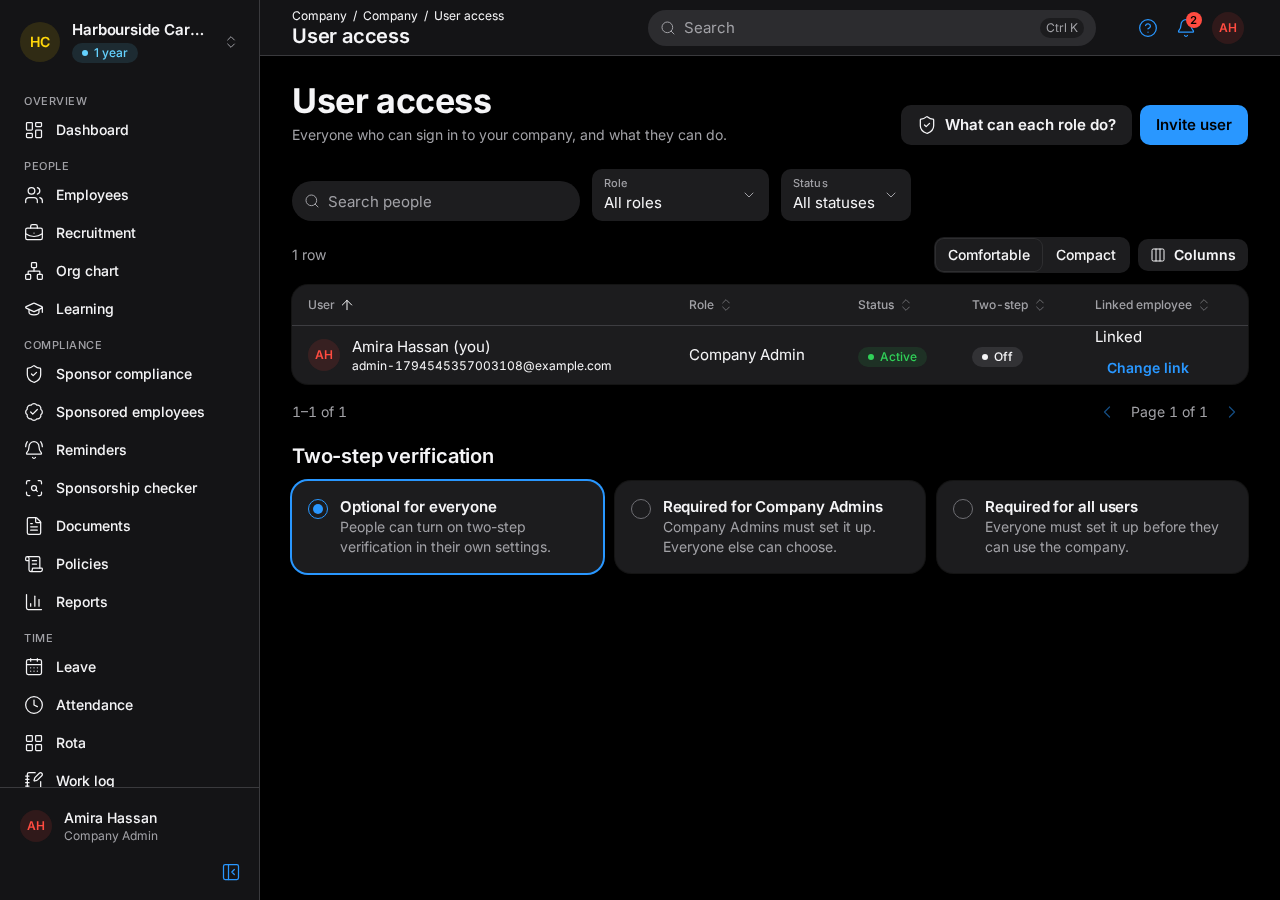 HC
Harbourside Car...
1 year
OVERVIEW
Dashboard
PEOPLE
Employees
Recruitment
Org chart
Learning
COMPLIANCE
Sponsor compliance
Sponsored employees
Reminders
Sponsorship checker
Documents
Policies
Reports
TIME
Leave
Attendance
Rota
Work log
AH
Amira Hassan
Company Admin
Company / Company / User access
User access
Search
Ctrl K
2
AH
User access
Everyone who can sign in to your company, and what they can do.
What can each role do?
Invite user
Search people
Role
All roles
Status
All statuses
1 row
Comfortable
Compact
Columns
User
Role
Status
Two-step
Linked employee
AH
Amira Hassan (you)
admin-1794545357003108@example.com
Company Admin
Active
Off
Linked
Change link
1–1 of 1
Page 1 of 1
Two-step verification
Optional for everyone
People can turn on two-step
verification in their own settings.
Required for Company Admins
Company Admins must set it up.
Everyone else can choose.
Required for all users
Everyone must set it up before they
can use the company.